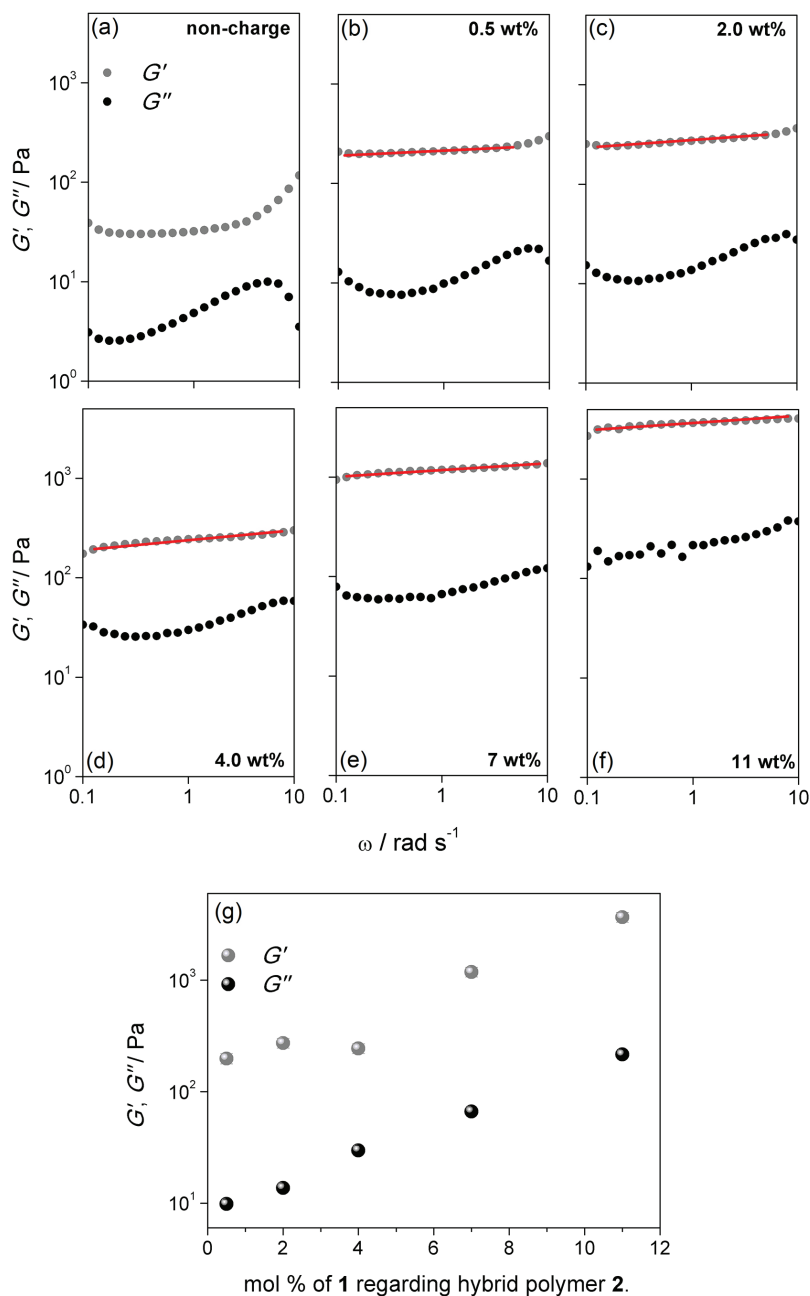 (a) non-charge
G'
G''
(b) 0.5 wt%
(c) 2.0 wt%
10³
10²
10¹
10⁰
G', G'' / Pa
(d) 4.0 wt%
(e) 7 wt%
(f) 11 wt%
10³
10²
10¹
10⁰
G', G'' / Pa
0.1 1 10
0.1 1 10
0.1 1 10
ω / rad s⁻¹
(g)
G'
G''
10³
10²
10¹
G', G'' / Pa
0 2 4 6 8 10 12
mol % of 1 regarding hybrid polymer 2.